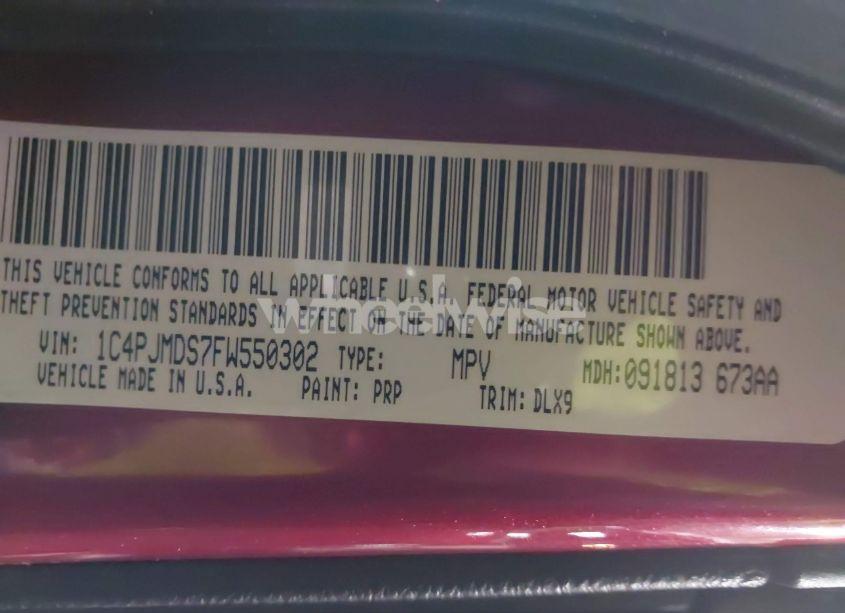 THIS VEHICLE CONFORMS TO ALL APPLICABLE U.S.A. FEDERAL MOTOR VEHICLE SAFETY AND
THEFT PREVENTION STANDARDS IN EFFECT ON THE DATE OF MANUFACTURE SHOWN ABOVE.
VIN: 1C4PJMDS7FW550302 TYPE: MPV MDH:091813 673AA
VEHICLE MADE IN U.S.A. PAINT: PRP TRIM: DLX9
wheelwise